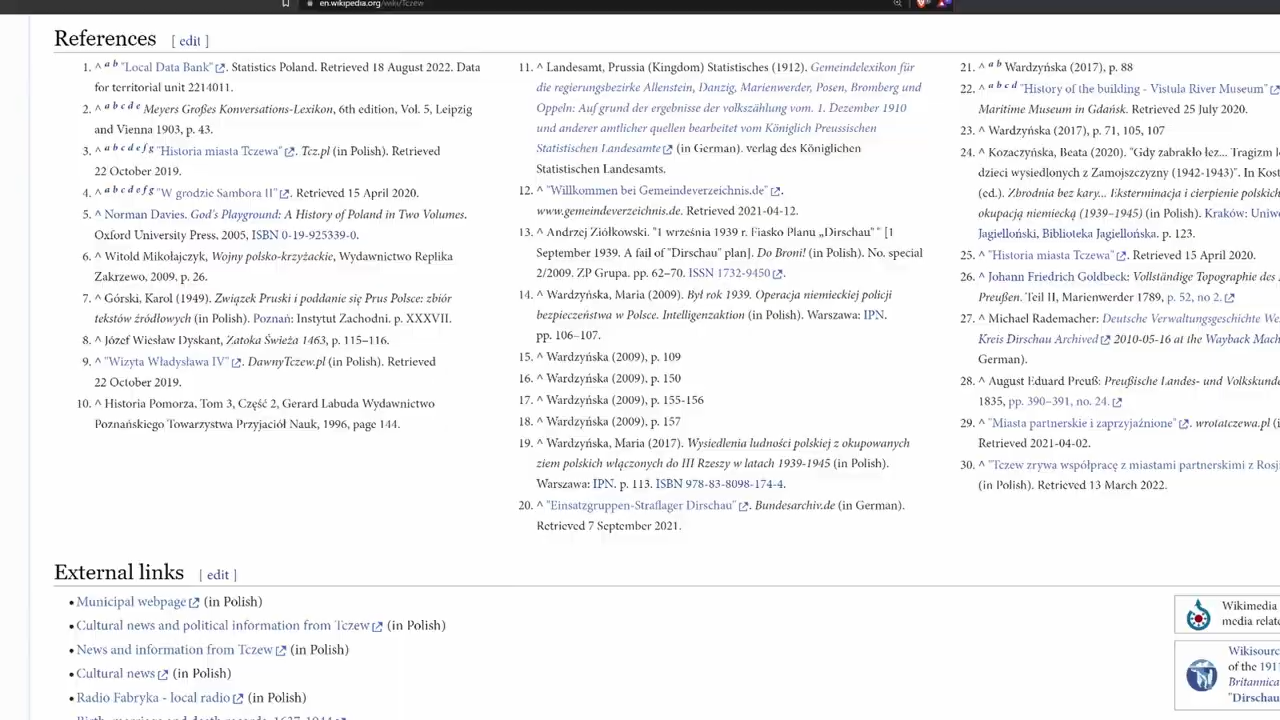 en.wikipedia.org/wiki/Tczew
References [ edit ]
1. ^ a b "Local Data Bank". Statistics Poland. Retrieved 18 August 2022. Data
for territorial unit 2214011.
2. ^ a b c d e Meyers Großes Konversations-Lexikon, 6th edition, Vol. 5, Leipzig
and Vienna 1903, p. 43.
3. ^ a b c d e f g "Historia miasta Tczewa". Tcz.pl (in Polish). Retrieved
22 October 2019.
4. ^ a b c d e f g "W grodzie Sambora II". Retrieved 15 April 2020.
5. ^ Norman Davies. God's Playground: A History of Poland in Two Volumes.
Oxford University Press, 2005, ISBN 0-19-925339-0.
6. ^ Witold Mikołajczyk, Wojny polsko-krzyżackie, Wydawnictwo Replika
Zakrzewo, 2009, p. 26.
7. ^ Górski, Karol (1949). Związek Pruski i poddanie się Prus Polsce: zbiór
tekstów źródłowych (in Polish). Poznań: Instytut Zachodni. p. XXXVII.
8. ^ Józef Wiesław Dyskant, Zatoka Świeża 1463, p. 115–116.
9. ^ "Wizyta Władysława IV". DawnyTczew.pl (in Polish). Retrieved
22 October 2019.
10. ^ Historia Pomorza, Tom 3, Część 2, Gerard Labuda Wydawnictwo
Poznańskiego Towarzystwa Przyjaciół Nauk, 1996, page 144.
11. ^ Landesamt, Prussia (Kingdom) Statistisches (1912). Gemeindelexikon für
die regierungsbezirke Allenstein, Danzig, Marienwerder, Posen, Bromberg und
Oppeln: Auf grund der ergebnisse der volkszählung vom. 1. Dezember 1910
und anderer amtlicher quellen bearbeitet vom Königlich Preussischen
Statistischen Landesamte (in German). verlag des Königlichen
Statistischen Landesamts.
12. ^ "Willkommen bei Gemeindeverzeichnis.de".
www.gemeindeverzeichnis.de. Retrieved 2021-04-12.
13. ^ Andrzej Ziółkowski. "1 września 1939 r. Fiasko Planu „Dirschau" " [1
September 1939. A fail of "Dirschau" plan]. Do Broni! (in Polish). No. special
2/2009. ZP Grupa. pp. 62–70. ISSN 1732-9450.
14. ^ Wardzyńska, Maria (2009). Był rok 1939. Operacja niemieckiej policji
bezpieczeństwa w Polsce. Intelligenzaktion (in Polish). Warszawa: IPN.
pp. 106–107.
15. ^ Wardzyńska (2009), p. 109
16. ^ Wardzyńska (2009), p. 150
17. ^ Wardzyńska (2009), p. 155-156
18. ^ Wardzyńska (2009), p. 157
19. ^ Wardzyńska, Maria (2017). Wysiedlenia ludności polskiej z okupowanych
ziem polskich włączonych do III Rzeszy w latach 1939-1945 (in Polish).
Warszawa: IPN. p. 113. ISBN 978-83-8098-174-4.
20. ^ "Einsatzgruppen-Straflager Dirschau". Bundesarchiv.de (in German).
Retrieved 7 September 2021.
21. ^ a b Wardzyńska (2017), p. 88
22. ^ a b c d "History of the building - Vistula River Museum"
Maritime Museum in Gdańsk. Retrieved 25 July 2020.
23. ^ Wardzyńska (2017), p. 71, 105, 107
24. ^ Kozaczyńska, Beata (2020). "Gdy zabrakło łez... Tragizm l
dzieci wysiedlonych z Zamojszczyzny (1942-1943)". In Kost
(ed.). Zbrodnia bez kary... Eksterminacja i cierpienie polskich
okupacją niemiecką (1939–1945) (in Polish). Kraków: Uniw
Jagielloński, Biblioteka Jagiellońska. p. 123.
25. ^ "Historia miasta Tczewa". Retrieved 15 April 2020.
26. ^ Johann Friedrich Goldbeck: Vollständige Topographie des
Preußen. Teil II, Marienwerder 1789, p. 52, no 2.
27. ^ Michael Rademacher: Deutsche Verwaltungsgeschichte We
Kreis Dirschau Archived 2010-05-16 at the Wayback Mach
German).
28. ^ August Eduard Preuß: Preußische Landes- und Volkskund
1835, pp. 390–391, no. 24.
29. ^ "Miasta partnerskie i zaprzyjaźnione". wrotatczewa.pl (i
Retrieved 2021-04-02.
30. ^ "Tczew zrywa współpracę z miastami partnerskimi z Rosji
(in Polish). Retrieved 13 March 2022.
External links [ edit ]
• Municipal webpage (in Polish)
• Cultural news and political information from Tczew (in Polish)
• News and information from Tczew (in Polish)
• Cultural news (in Polish)
• Radio Fabryka - local radio (in Polish)
Birth, marriage and death records, 1637-1944
Wikimedia
media relat
Wikisourc
of the 1911
Britannica
"Dirschau